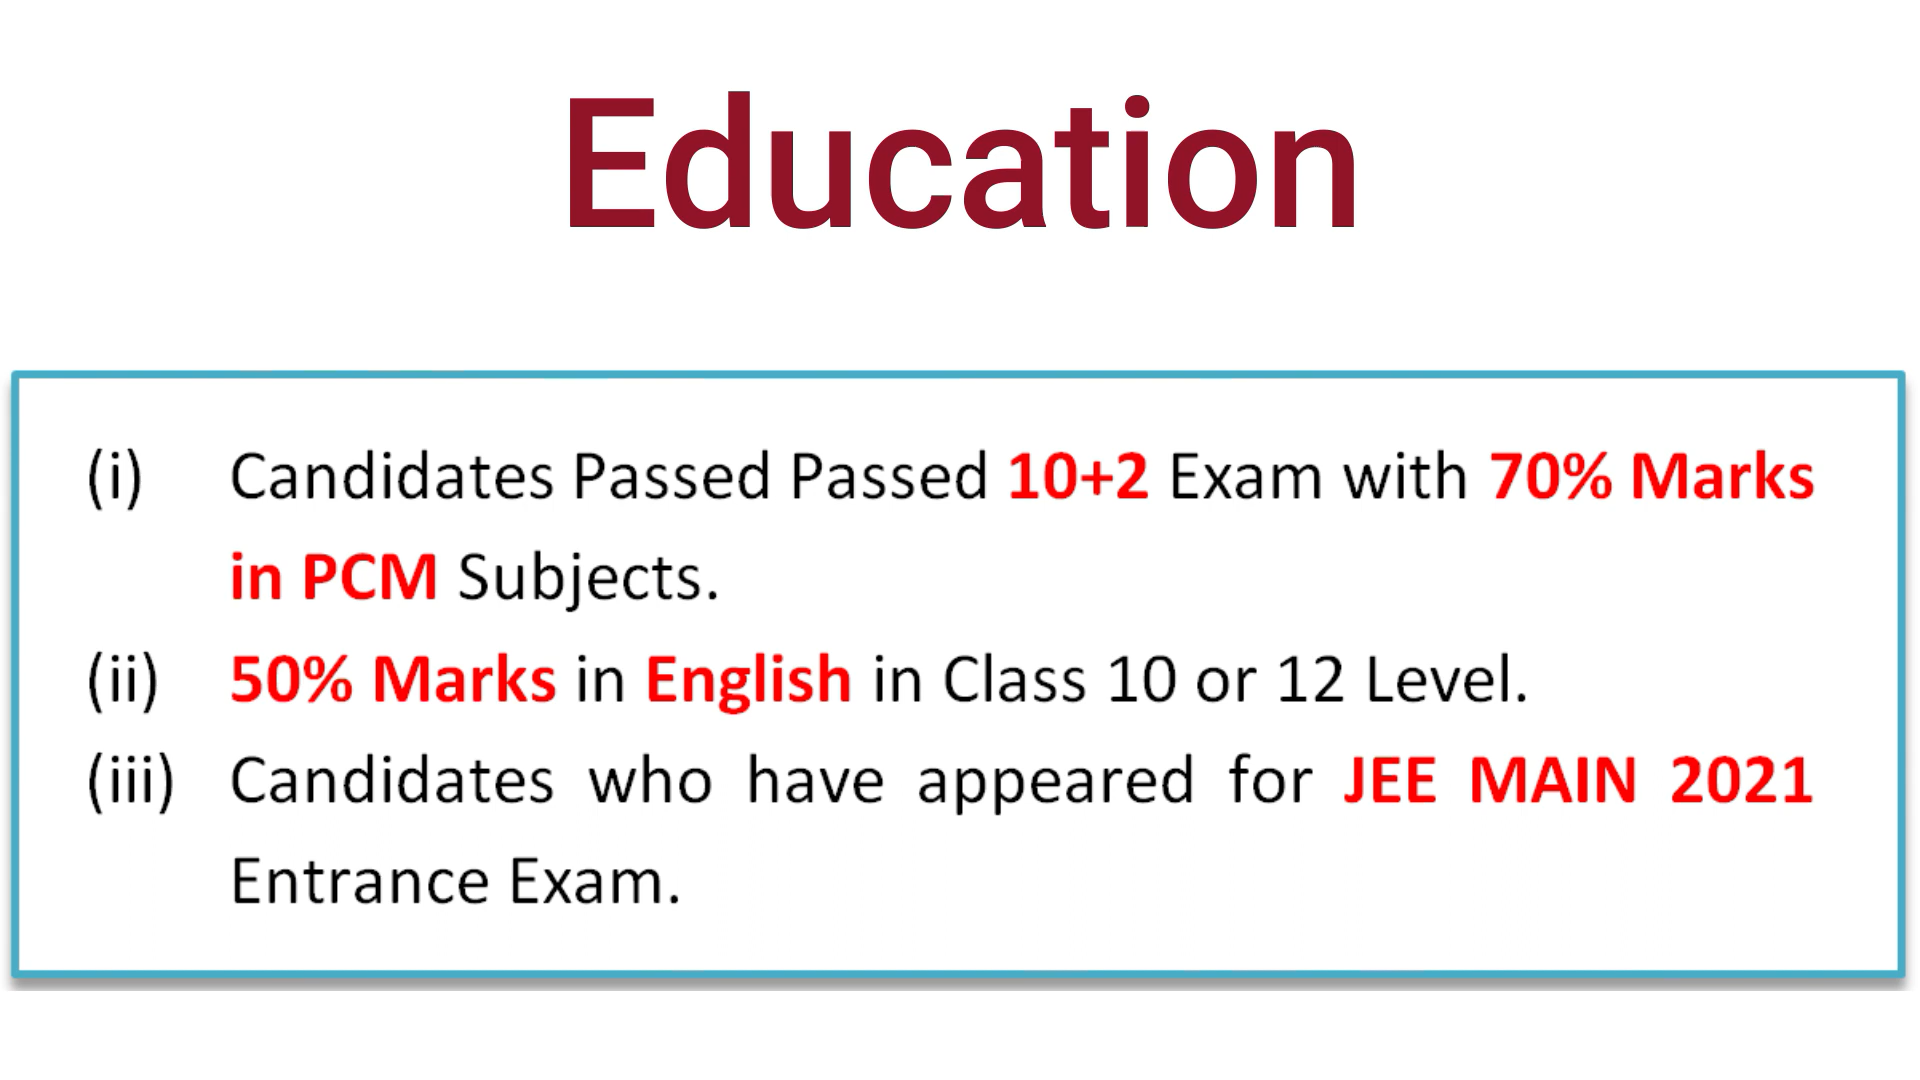 Education
(i) Candidates Passed Passed 10+2 Exam with 70% Marks
in PCM Subjects.
(ii) 50% Marks in English in Class 10 or 12 Level.
(iii) Candidates who have appeared for JEE MAIN 2021
Entrance Exam.